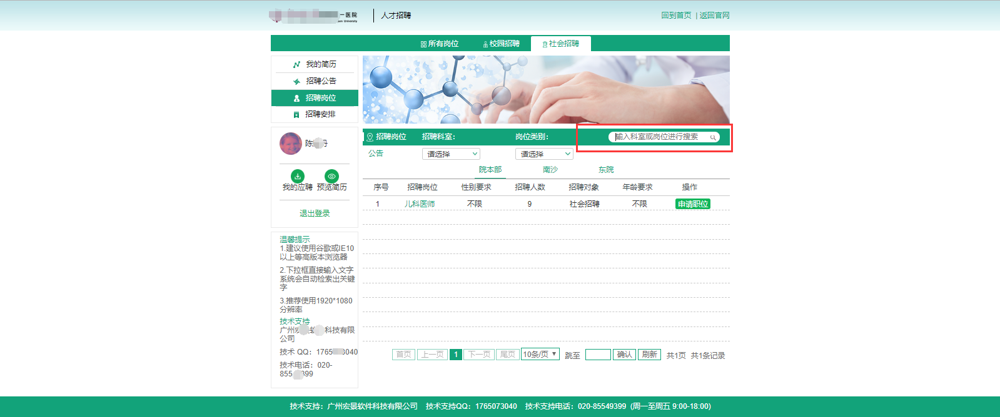 一医院
人才招聘
回到首页 | 返回官网
所有岗位 校园招聘 社会招聘
我的简历
招聘公告
招聘岗位
招聘安排
陈 丹
我的应聘 预览简历
退出登录
温馨提示
1.建议使用谷歌或IE10
以上等高版本浏览器
2.下拉框直接输入文字
系统会自动检索出关键
字
3.推荐使用1920*1080
分辨率
技术支持
广州宏 软 科技有限
公司
技术 QQ：1765 3040
技术电话：020-
855 399
招聘岗位 招聘科室： 岗位类别： 输入科室或岗位进行搜索
公告 请选择 请选择
院本部 南沙 东院
序号 招聘岗位 性别要求 招聘人数 招聘对象 年龄要求 操作
1 儿科医师 不限 9 社会招聘 不限 申请职位
首页 上一页 1 下一页 尾页 10条/页 跳至 确认 刷新 共1页 共1条记录
技术支持：广州宏景软件科技有限公司 技术支持QQ：1765073040 技术支持电话：020-85549399 (周一至周五 9:00-18:00)